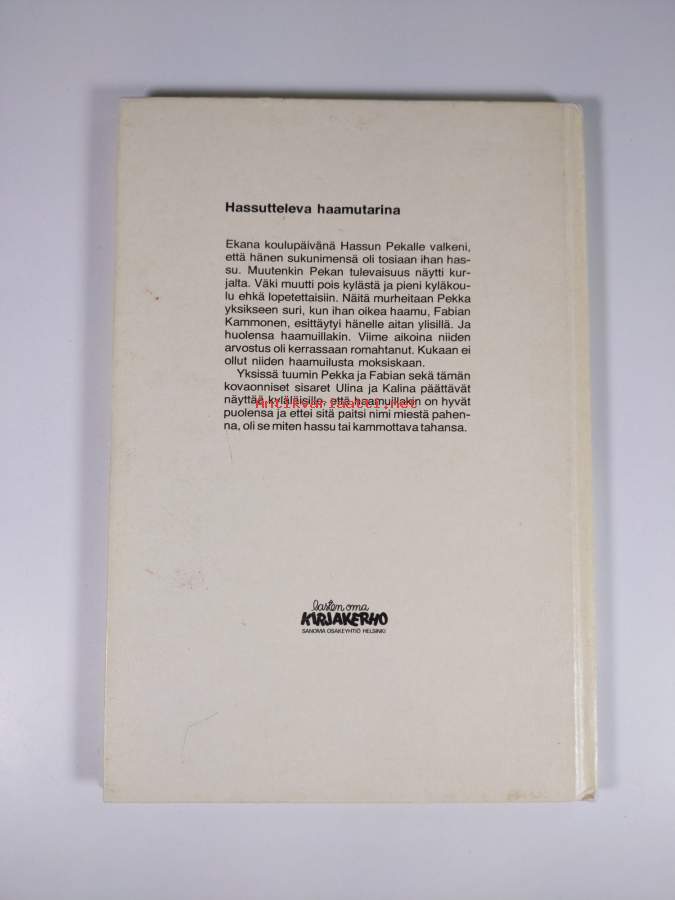 Hassutteleva haamutarina
Ekana koulupäivänä Hassun Pekalle valkeni,
että hänen sukunimensä oli tosiaan ihan has-
su. Muutenkin Pekan tulevaisuus näytti kur-
jalta. Väki muutti pois kylästä ja pieni kyläkou-
lu ehkä lopetettaisiin. Näitä murheitaan Pekka
yksikseen suri, kun ihan oikea haamu, Fabian
Kammonen, esittäytyi hänelle aitan ylisillä. Ja
huolensa haamuillakin. Viime aikoina niiden
arvostus oli kerrassaan romahtanut. Kukaan ei
ollut niiden haamuilusta moksiskaan.
Yksissä tuumin Pekka ja Fabian sekä tämän
kovaonniset sisaret Ulina ja Kalina päättävät
näyttää kyläläisille, että haamuillakin on hyvät
puolensa ja ettei sitä paitsi nimi miestä pahen-
na, oli se miten hassu tai kammottava tahansa.
Antikvariaatti.net
lasten oma
KIRJAKERHO
SANOMA OSAKEYHTIÖ HELSINKI